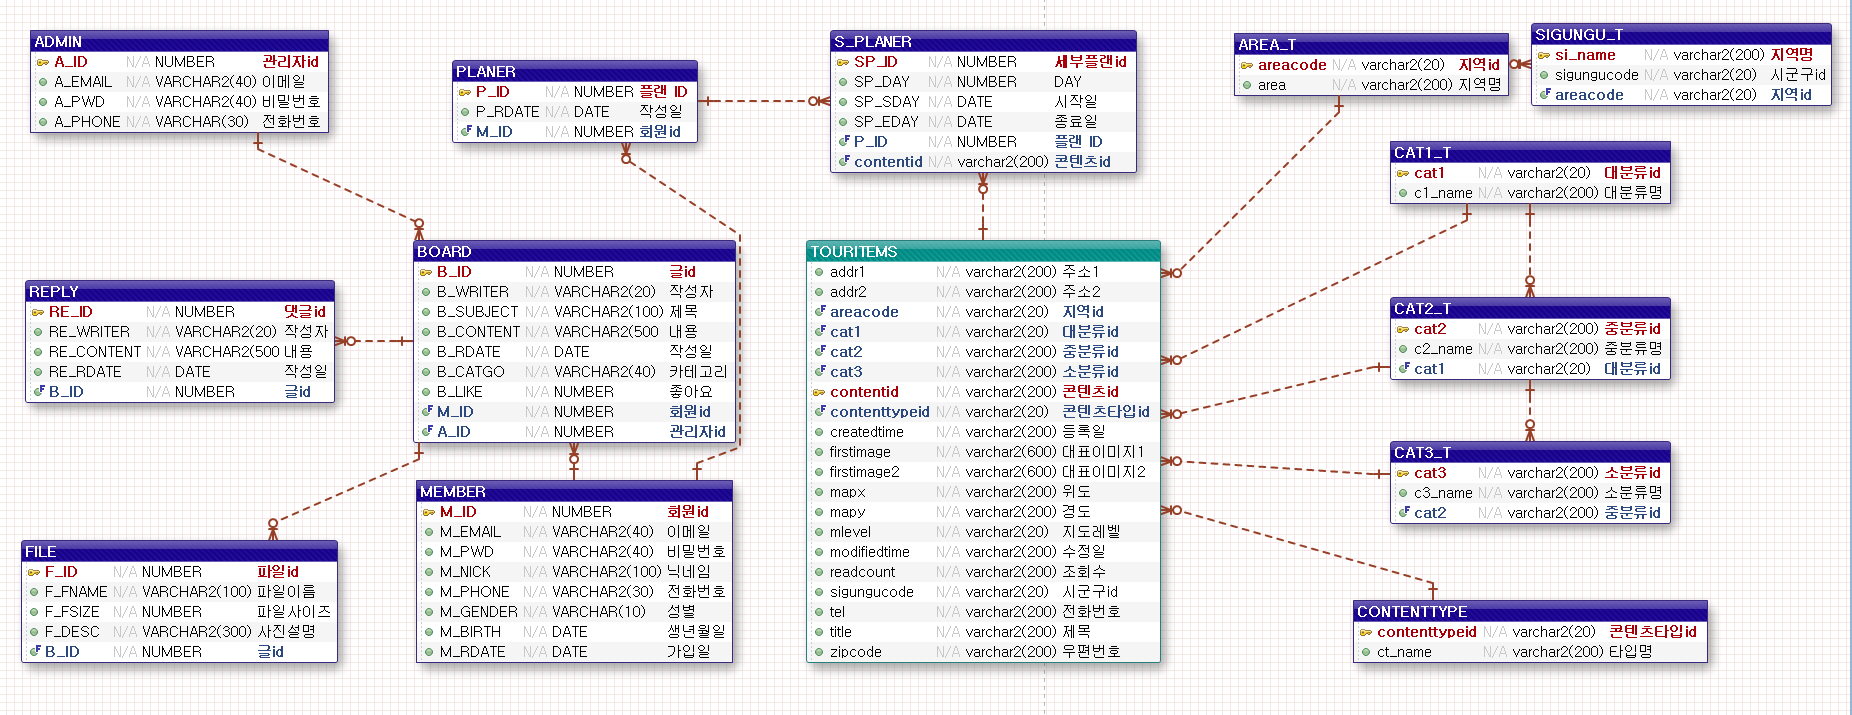 ADMIN
A_ID N/A NUMBER 관리자id
A_EMAIL N/A VARCHAR2(40) 이메일
A_PWD N/A VARCHAR2(40) 비밀번호
A_PHONE N/A VARCHAR(30) 전화번호
PLANER
P_ID N/A NUMBER 플랜 ID
P_RDATE N/A DATE 작성일
M_ID N/A NUMBER 회원id
S_PLANER
SP_ID N/A NUMBER 세부플랜id
SP_DAY N/A NUMBER DAY
SP_SDAY N/A DATE 시작일
SP_EDAY N/A DATE 종료일
P_ID N/A NUMBER 플랜 ID
contentid N/A varchar2(200) 콘텐츠id
AREA_T
areacode N/A varchar2(20) 지역id
area N/A varchar2(200) 지역명
SIGUNGU_T
si_name N/A varchar2(200) 지역명
sigungucode N/A varchar2(20) 시군구id
areacode N/A varchar2(20) 지역id
CAT1_T
cat1 N/A varchar2(20) 대분류id
c1_name N/A varchar2(200) 대분류명
BOARD
B_ID N/A NUMBER 글id
B_WRITER N/A VARCHAR2(20) 작성자
B_SUBJECT N/A VARCHAR2(100) 제목
B_CONTENT N/A VARCHAR2(500 내용
B_RDATE N/A DATE 작성일
B_CATGO N/A VARCHAR2(40) 카테고리
B_LIKE N/A NUMBER 좋아요
M_ID N/A NUMBER 회원id
A_ID N/A NUMBER 관리자id
REPLY
RE_ID N/A NUMBER 댓글id
RE_WRITER N/A VARCHAR2(20) 작성자
RE_CONTENT N/A VARCHAR2(500 내용
RE_RDATE N/A DATE 작성일
B_ID N/A NUMBER 글id
TOURITEMS
addr1 N/A varchar2(200) 주소1
addr2 N/A varchar2(200) 주소2
areacode N/A varchar2(20) 지역id
cat1 N/A varchar2(20) 대분류id
cat2 N/A varchar2(200) 중분류id
cat3 N/A varchar2(200) 소분류id
contentid N/A varchar2(200) 콘텐츠id
contenttypeid N/A varchar2(20) 콘텐츠타입id
createdtime N/A varchar2(200) 등록일
firstimage N/A varchar2(600) 대표이미지1
firstimage2 N/A varchar2(600) 대표이미지2
mapx N/A varchar2(200) 위도
mapy N/A varchar2(200) 경도
mlevel N/A varchar2(20) 지도레벨
modifiedtime N/A varchar2(200) 수정일
readcount N/A varchar2(200) 조회수
sigungucode N/A varchar2(20) 시군구id
tel N/A varchar2(200) 전화번호
title N/A varchar2(200) 제목
zipcode N/A varchar2(200) 우편번호
CAT2_T
cat2 N/A varchar2(200) 중분류id
c2_name N/A varchar2(200) 중분류명
cat1 N/A varchar2(20) 대분류id
CAT3_T
cat3 N/A varchar2(200) 소분류id
c3_name N/A varchar2(200) 소분류명
cat2 N/A varchar2(200) 중분류id
MEMBER
M_ID N/A NUMBER 회원id
M_EMAIL N/A VARCHAR2(40) 이메일
M_PWD N/A VARCHAR2(40) 비밀번호
M_NICK N/A VARCHAR2(100) 닉네임
M_PHONE N/A VARCHAR2(30) 전화번호
M_GENDER N/A VARCHAR(10) 성별
M_BIRTH N/A DATE 생년월일
M_RDATE N/A DATE 가입일
FILE
F_ID N/A NUMBER 파일id
F_FNAME N/A VARCHAR2(100) 파일이름
F_FSIZE N/A NUMBER 파일사이즈
F_DESC N/A VARCHAR2(300) 사진설명
B_ID N/A NUMBER 글id
CONTENTTYPE
contenttypeid N/A varchar2(20) 콘텐츠타입id
ct_name N/A varchar2(200) 타입명